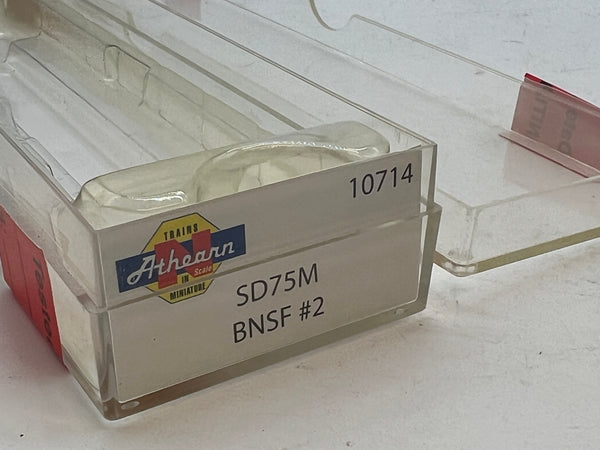 10714
TRAINS
Athearn
N
Scale
IN
MINIATURE
SD75M
BNSF #2